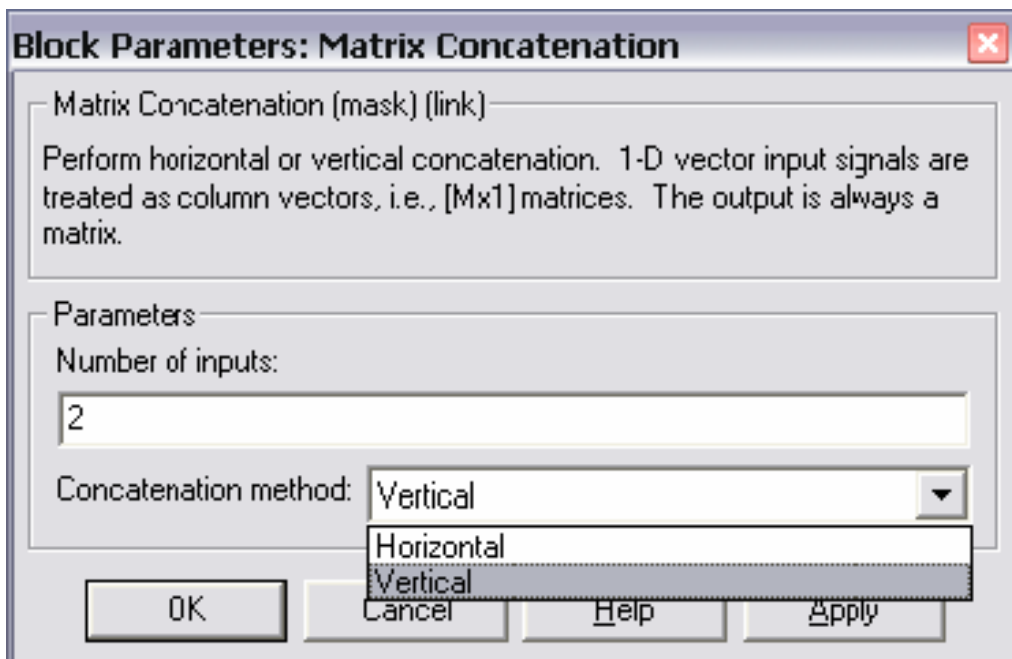 Block Parameters: Matrix Concatenation
Matrix Concatenation (mask) (link)
Perform horizontal or vertical concatenation. 1-D vector input signals are
treated as column vectors, i.e., [Mx1] matrices. The output is always a
matrix.
Parameters
Number of inputs:
2
Concatenation method: Vertical
Horizontal
Vertical
OK Cancel Help Apply